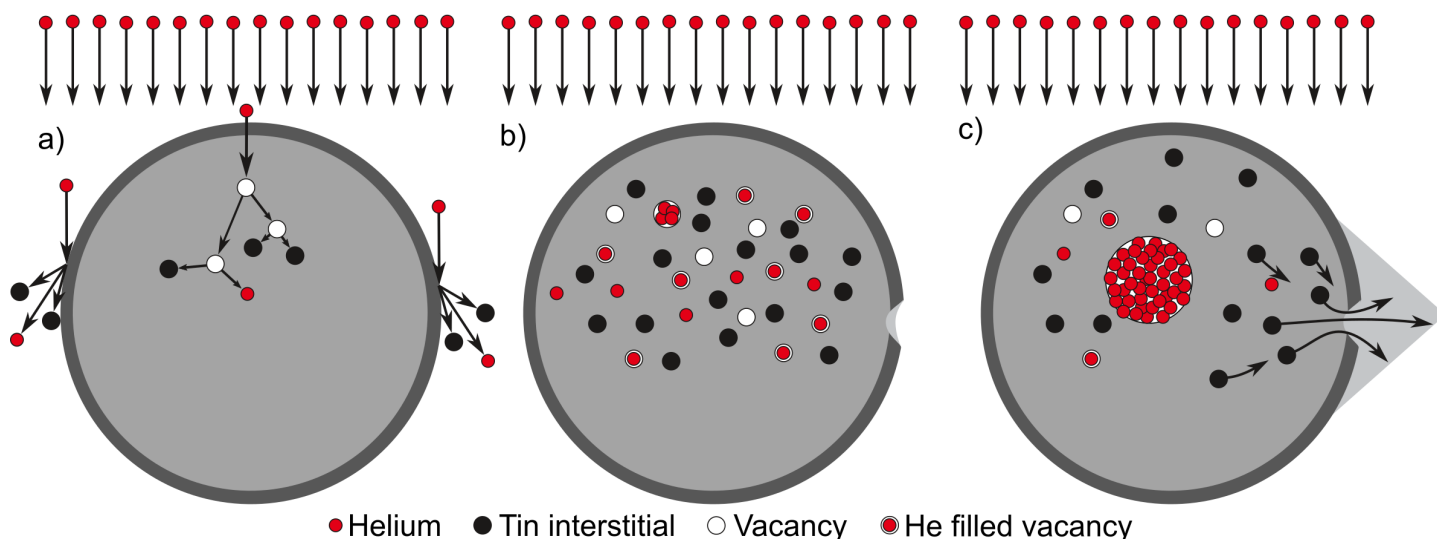 a)
b)
c)
Helium
Tin interstitial
Vacancy
He filled vacancy